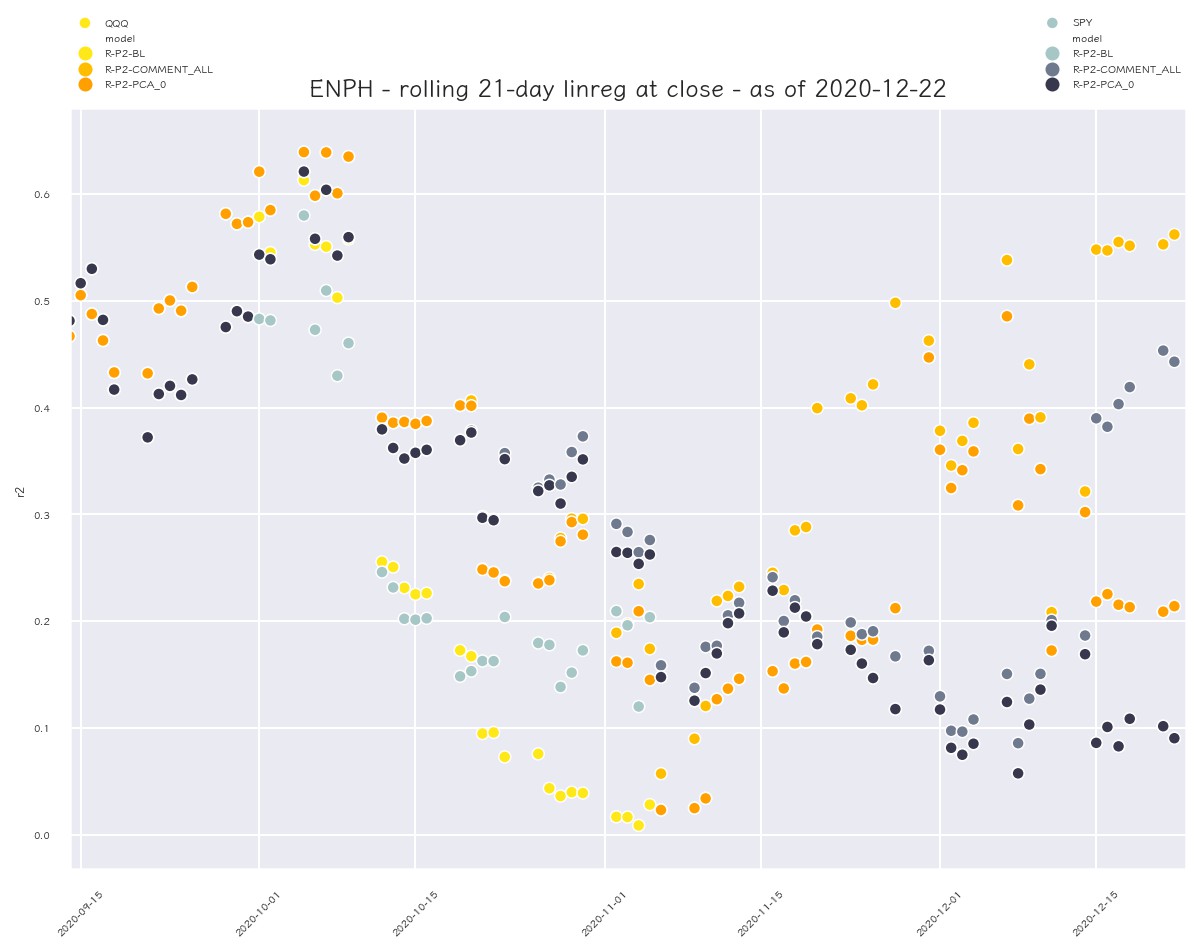 QQQ
model
R-P2-BL
R-P2-COMMENT_ALL
R-P2-PCA_0
SPY
model
R-P2-BL
R-P2-COMMENT_ALL
R-P2-PCA_0
ENPH - rolling 21-day linreg at close - as of 2020-12-22
r2
0.6
0.5
0.4
0.3
0.2
0.1
0.0
2020-09-15
2020-10-01
2020-10-15
2020-11-01
2020-11-15
2020-12-01
2020-12-15